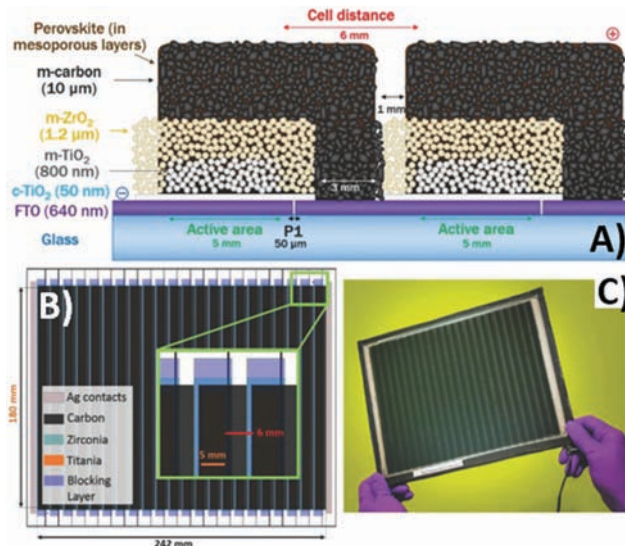 Cell distance
6 mm
Perovskite (in
mesoporous layers)
m-carbon
(10 µm)
m-ZrO₂
(1.2 µm)
m-TiO₂
(800 nm)
c-TiO₂ (50 nm)
FTO (640 nm)
Glass
1 mm
3 mm
Active area
5 mm
P1
50 µm
Active area
5 mm
A)
B)
180 mm
Ag contacts
Carbon
Zirconia
Titania
Blocking
Layer
6 mm
5 mm
242 mm
C)